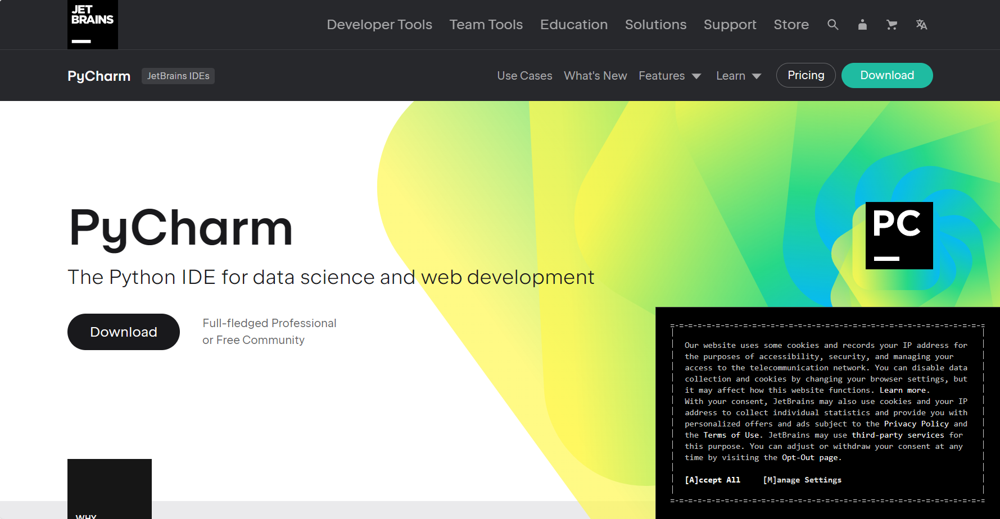 JET
BRAINS
Developer Tools Team Tools Education Solutions Support Store
PyCharm JetBrains IDEs Use Cases What's New Features Learn Pricing Download
PyCharm
The Python IDE for data science and web development
Download
Full-fledged Professional
or Free Community
PC
Our website uses some cookies and records your IP address for
the purposes of accessibility, security, and managing your
access to the telecommunication network. You can disable data
collection and cookies by changing your browser settings, but
it may affect how this website functions. Learn more.
With your consent, JetBrains may also use cookies and your IP
address to collect individual statistics and provide you with
personalized offers and ads subject to the Privacy Policy and
the Terms of Use. JetBrains may use third-party services for
this purpose. You can adjust or withdraw your consent at any
time by visiting the Opt-Out page.
[A]ccept All [M]anage Settings
WHY